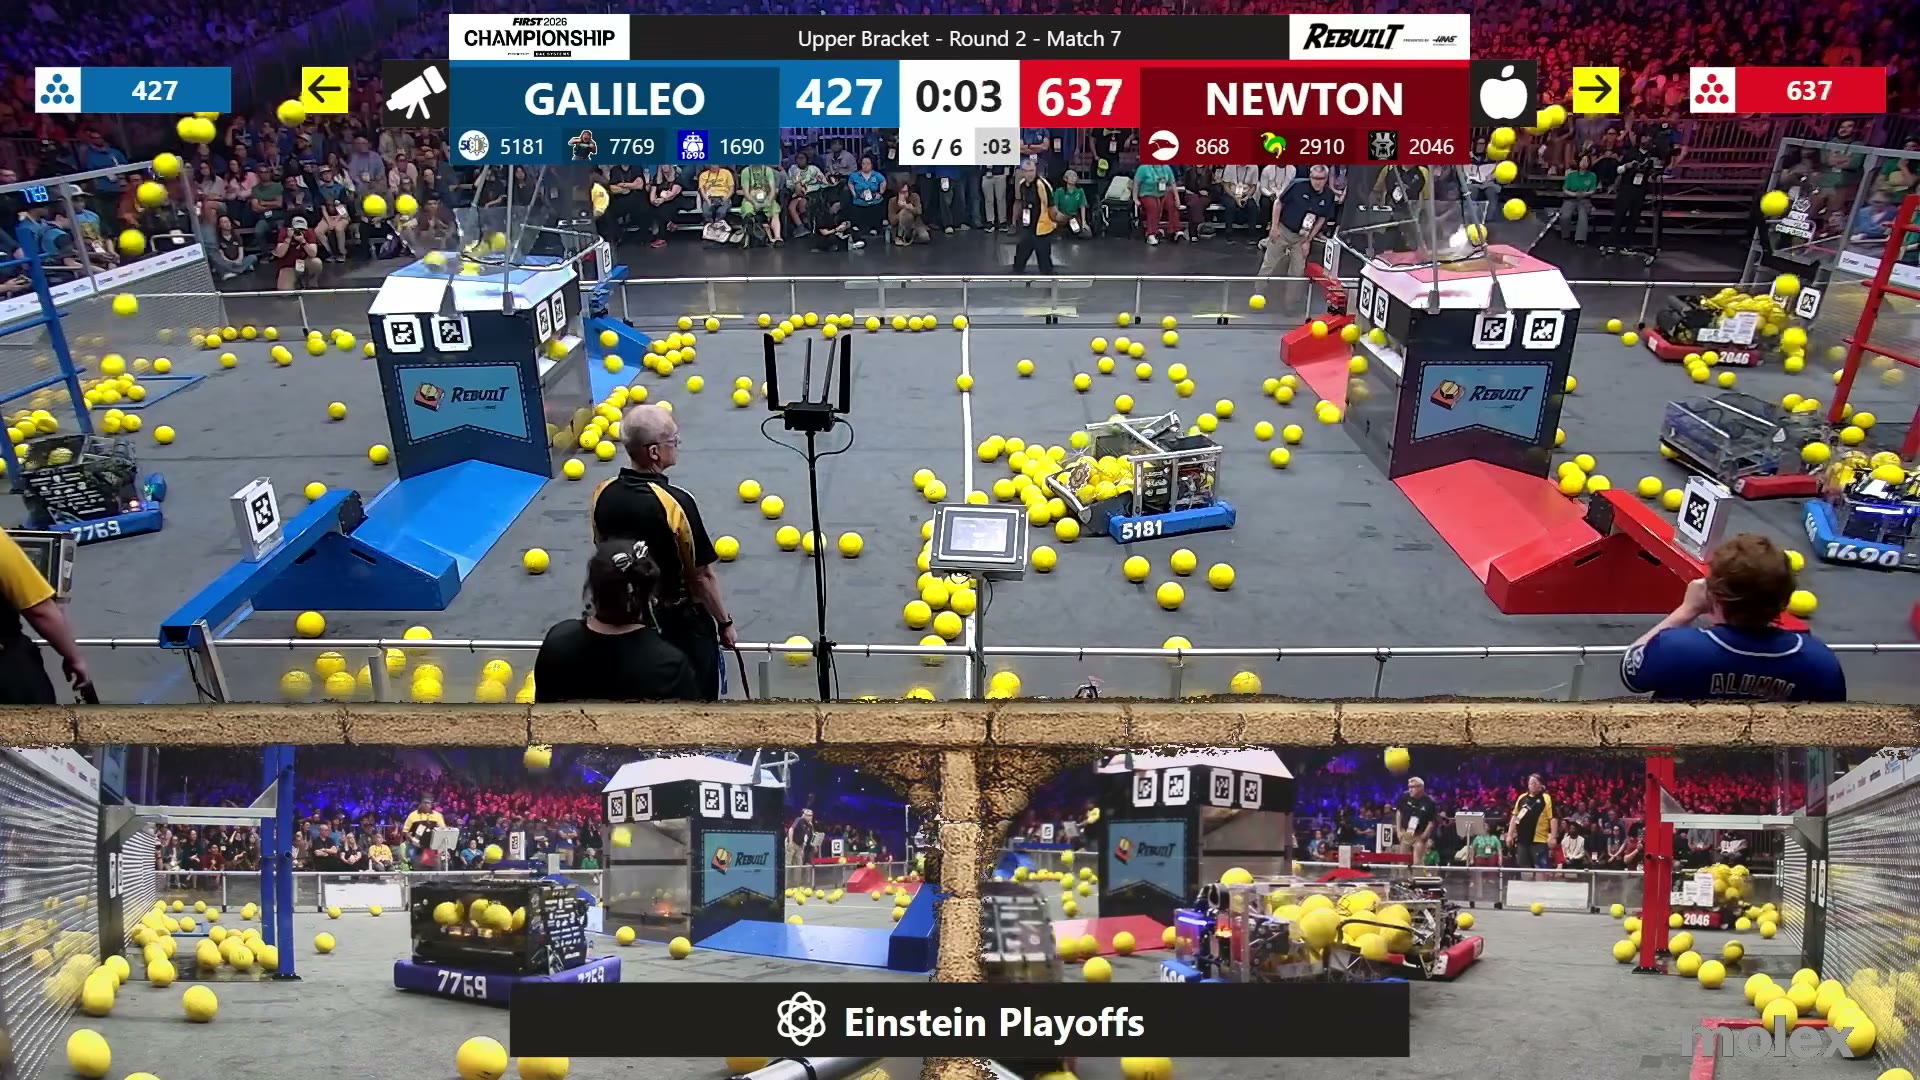 FIRST 2026
CHAMPIONSHIP
Upper Bracket - Round 2 - Match 7
REBUILT
427
GALILEO
427
0:03
637
NEWTON
637
5181
7769
1690
6 / 6
:03
868
2910
2046
7769
REBUILT
REBUILT
2046
7769
5181
1690
ALUMNI
REBUILT
REBUILT
2046
7769
Einstein Playoffs
molex